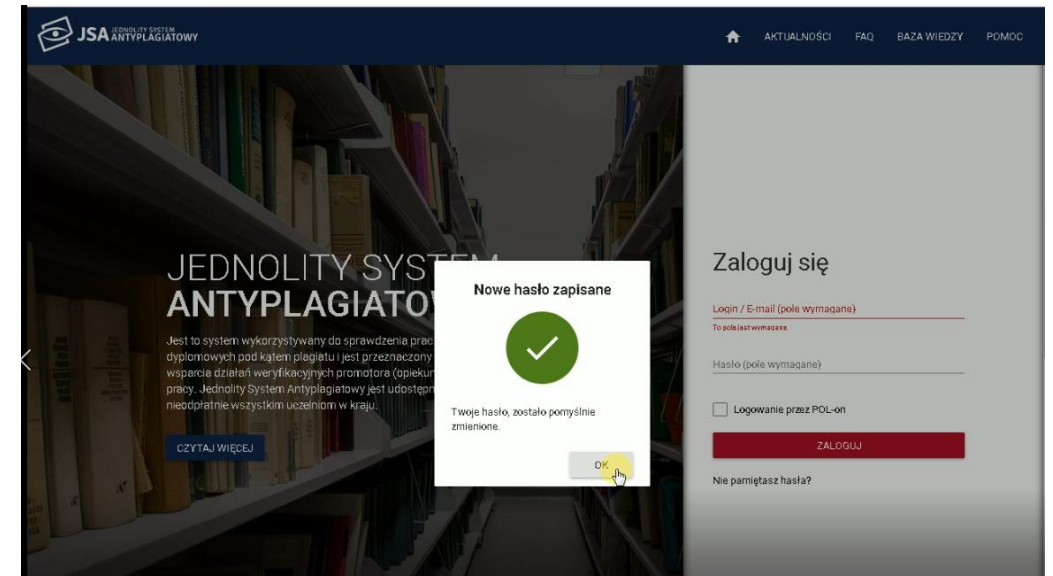 JSA JEDNOLITY SYSTEM ANTYPLAGIATOWY
AKTUALNOŚCI FAQ BAZA WIEDZY POMOC
JEDNOLITY SYSTEM
ANTYPLAGIATO
Jest to system wykorzystywany do sprawdzenia prac
dyplomowych pod kątem plagiatu i jest przeznaczony
wsparcia działań weryfikacyjnych promotora (opiekun
pracy. Jednolity System Antyplagiatowy jest udostępn
nieodpłatnie wszystkim uczelniom w kraju.
CZYTAJ WIĘCEJ
Nowe hasło zapisane
Twoje hasło, zostało pomyślnie
zmienione.
OK
Zaloguj się
Login / E-mail (pole wymagane)
To pole jest wymagane.
Hasło (pole wymagane)
Logowanie przez POL-on
ZALOGUJ
Nie pamiętasz hasła?